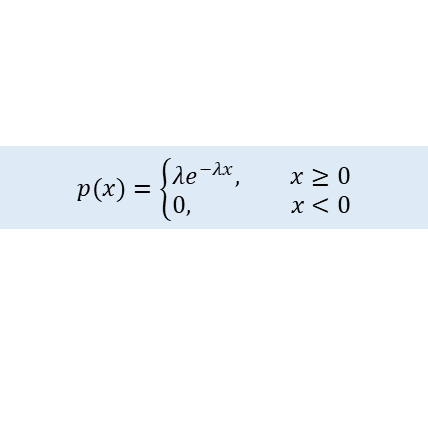 p(x) = {λe^{−λx}, x ≥ 0
0, x < 0